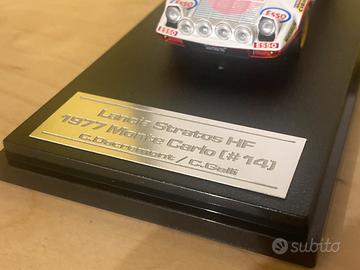 ESSO
ESSO
ESSO
Lancia Stratos HF
1977 Monte Carlo (#14)
C.Dacremont / C.Galli
subito